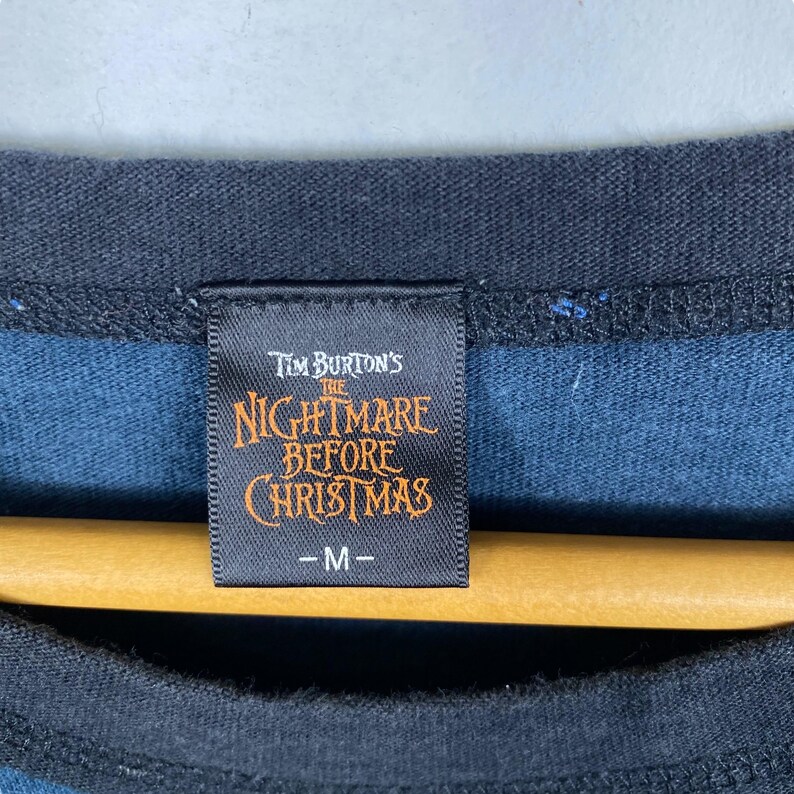 TIM BURTON'S
THE
NIGHTMARE
BEFORE
CHRISTMAS
-M-